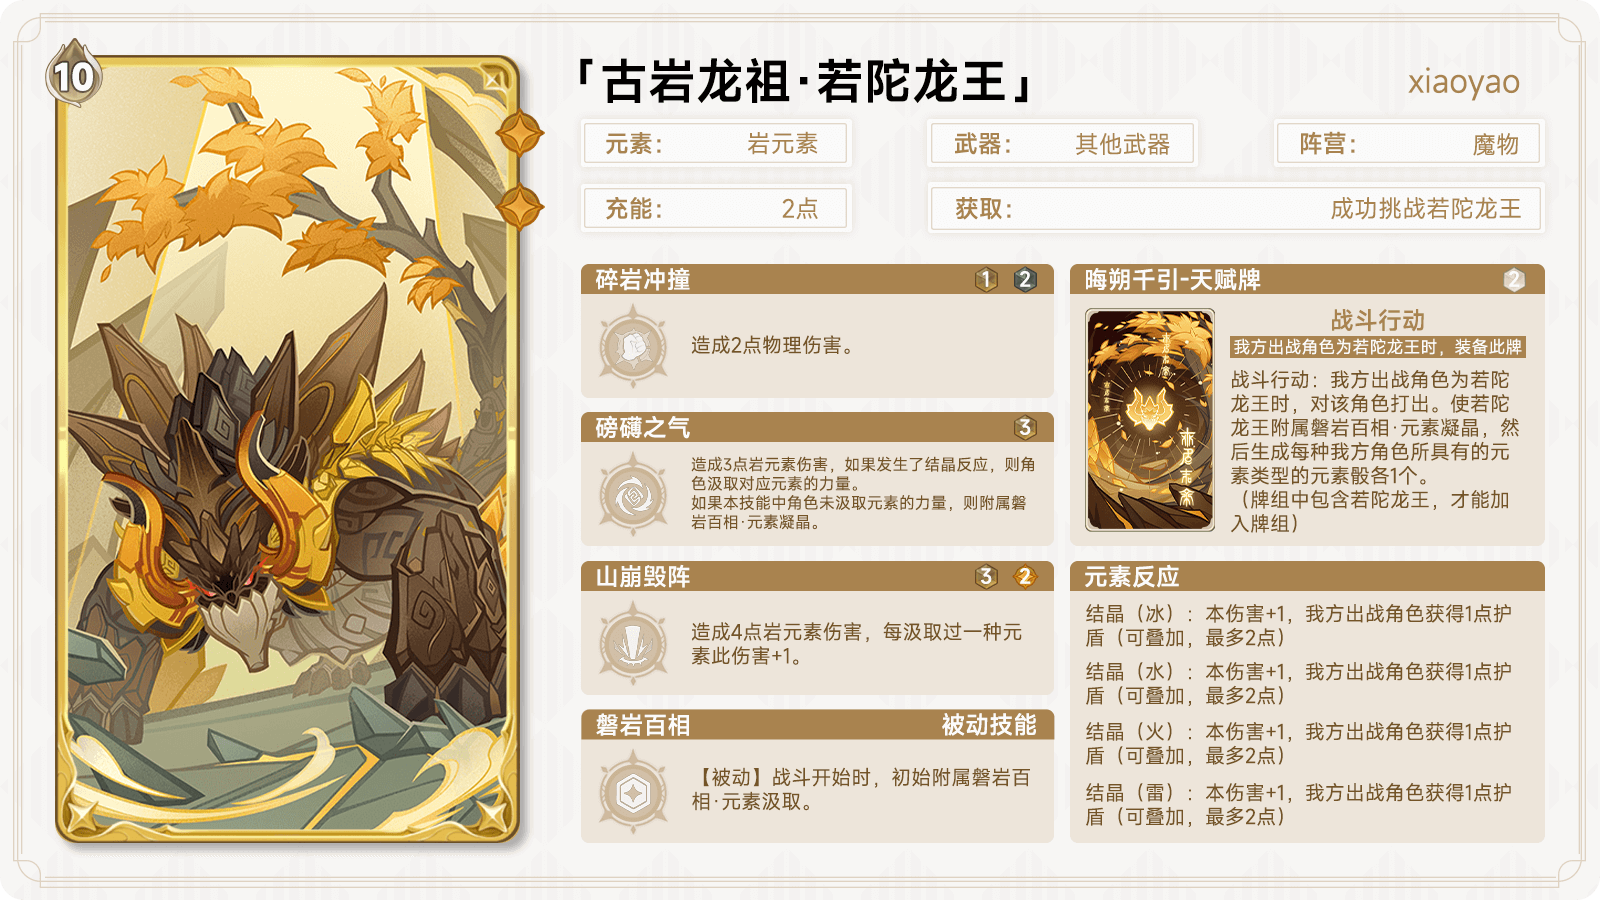 10
「古岩龙祖·若陀龙王」
xiaoyao
元素： 岩元素
武器： 其他武器
阵营： 魔物
充能： 2点
获取： 成功挑战若陀龙王
碎岩冲撞 1 2
造成2点物理伤害。
磅礴之气 3
造成3点岩元素伤害，如果发生了结晶反应，则角
色汲取对应元素的力量。
如果本技能中角色未汲取元素的力量，则附属磐
岩百相·元素凝晶。
山崩毁阵 3 2
造成4点岩元素伤害，每汲取过一种元
素此伤害+1。
磐岩百相 被动技能
【被动】战斗开始时，初始附属磐岩百
相·元素汲取。
晦朔千引-天赋牌 2
战斗行动
我方出战角色为若陀龙王时，装备此牌
战斗行动：我方出战角色为若陀
龙王时，对该角色打出。使若陀
龙王附属磐岩百相·元素凝晶，然
后生成每种我方角色所具有的元
素类型的元素骰各1个。
（牌组中包含若陀龙王，才能加
入牌组）
元素反应
结晶（冰）：本伤害+1，我方出战角色获得1点护
盾（可叠加，最多2点）
结晶（水）：本伤害+1，我方出战角色获得1点护
盾（可叠加，最多2点）
结晶（火）：本伤害+1，我方出战角色获得1点护
盾（可叠加，最多2点）
结晶（雷）：本伤害+1，我方出战角色获得1点护
盾（可叠加，最多2点）